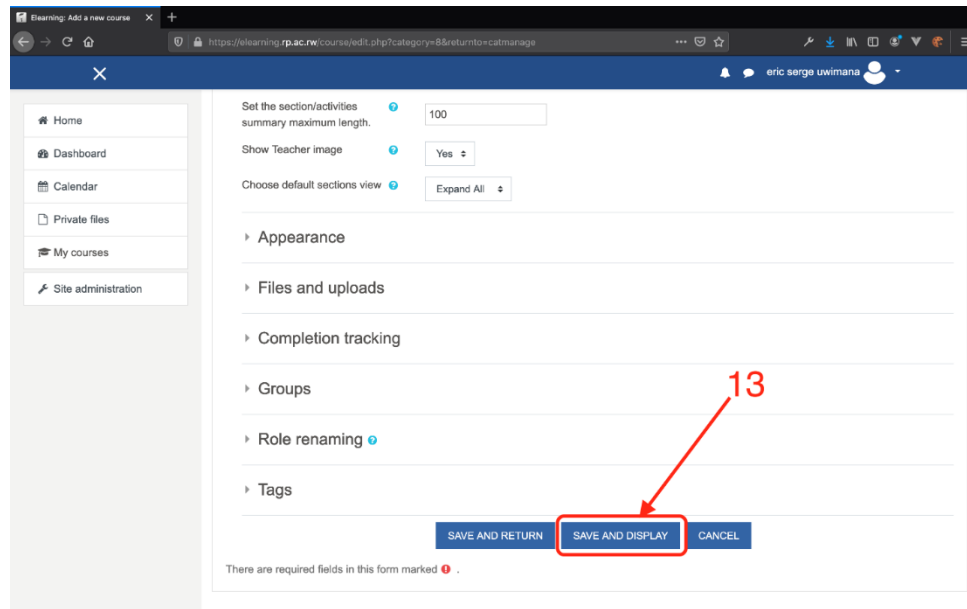 Elearning: Add a new course
https://elearning.rp.ac.rw/course/edit.php?category=8&returnto=catmanage
eric serge uwimana
Home
Dashboard
Calendar
Private files
My courses
Site administration
Set the section/activities
summary maximum length.
100
Show Teacher image
Yes
Choose default sections view
Expand All
Appearance
Files and uploads
Completion tracking
Groups
13
Role renaming
Tags
SAVE AND RETURN SAVE AND DISPLAY CANCEL
There are required fields in this form marked .